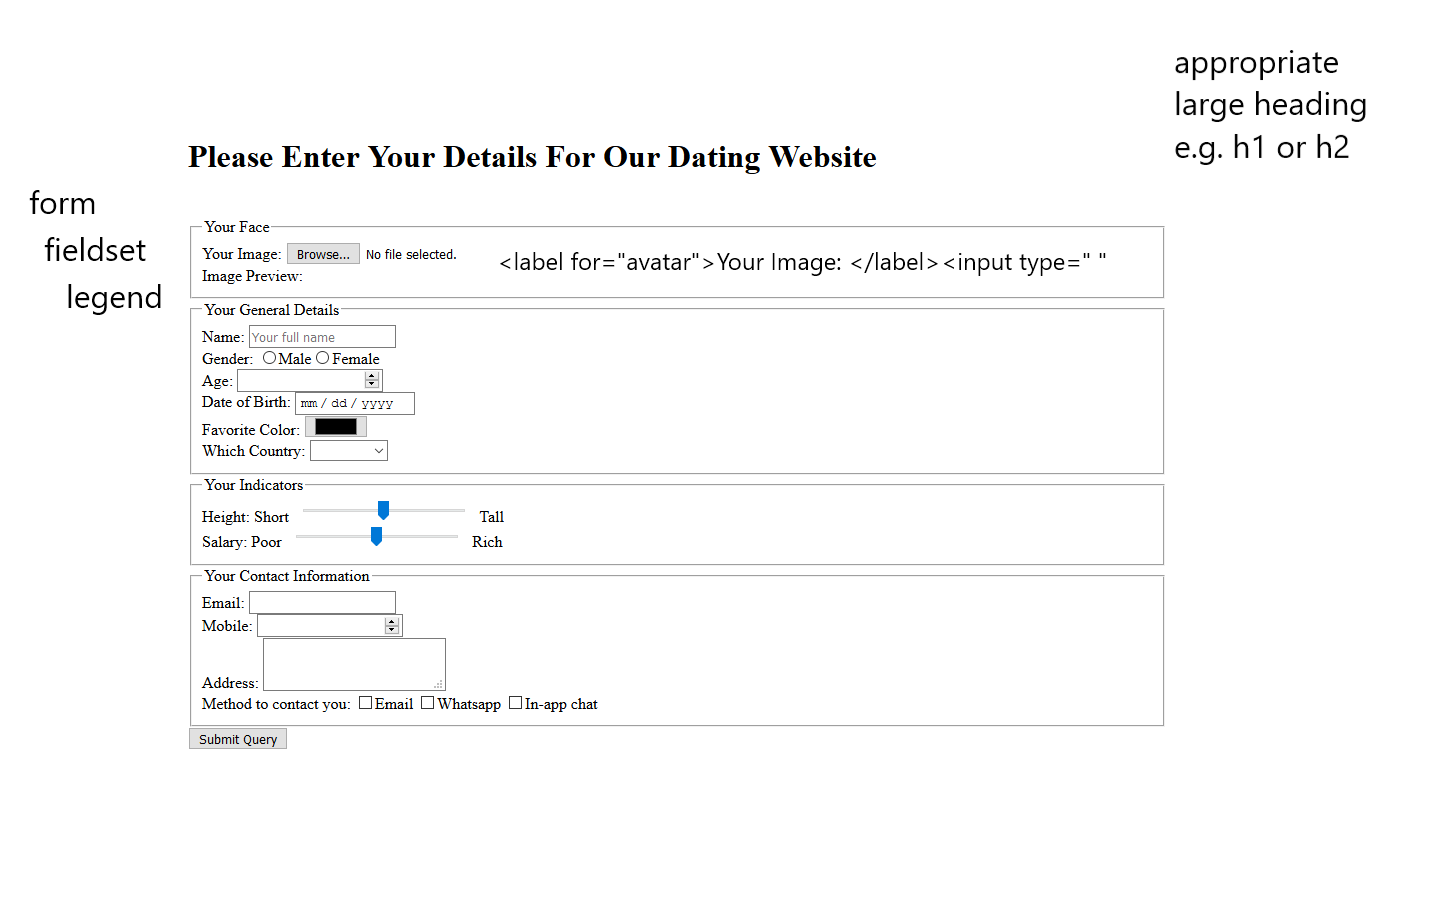 appropriate
large heading
e.g. h1 or h2
Please Enter Your Details For Our Dating Website
form
fieldset
legend
Your Face
Your Image: Browse... No file selected. <label for="avatar">Your Image: </label><input type=" "
Image Preview:
Your General Details
Name: Your full name
Gender: Male Female
Age:
Date of Birth: mm / dd / yyyy
Favorite Color:
Which Country:
Your Indicators
Height: Short Tall
Salary: Poor Rich
Your Contact Information
Email:
Mobile:
Address:
Method to contact you: Email Whatsapp In-app chat
Submit Query